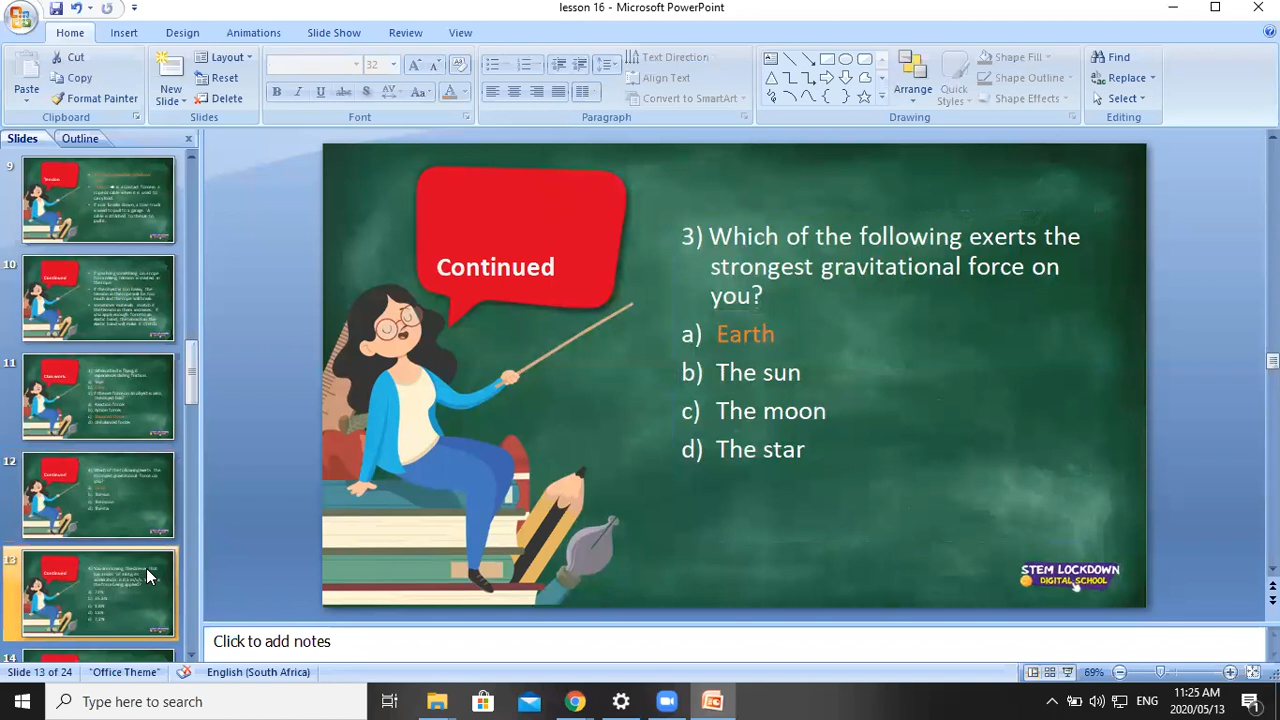 lesson 16 - Microsoft PowerPoint
Home Insert Design Animations Slide Show Review View
Paste
Cut
Copy
Format Painter
Clipboard
New
Slide
Layout
Reset
Delete
Slides
32
Font
Text Direction
Align Text
Convert to SmartArt
Paragraph
Arrange
Quick
Styles
Shape Fill
Shape Outline
Shape Effects
Drawing
Find
Replace
Select
Editing
Slides Outline
9
Tension
10
Continued
11
12
Continued
13
Continued
14
Continued
3) Which of the following exerts the
strongest gravitational force on
you?
a) Earth
b) The sun
c) The moon
d) The star
STEM LOCKDOWN
DIGITAL SCHOOL
Click to add notes
Slide 13 of 24 "Office Theme" English (South Africa) 69%
Type here to search
ENG
11:25 AM
2020/05/13
1